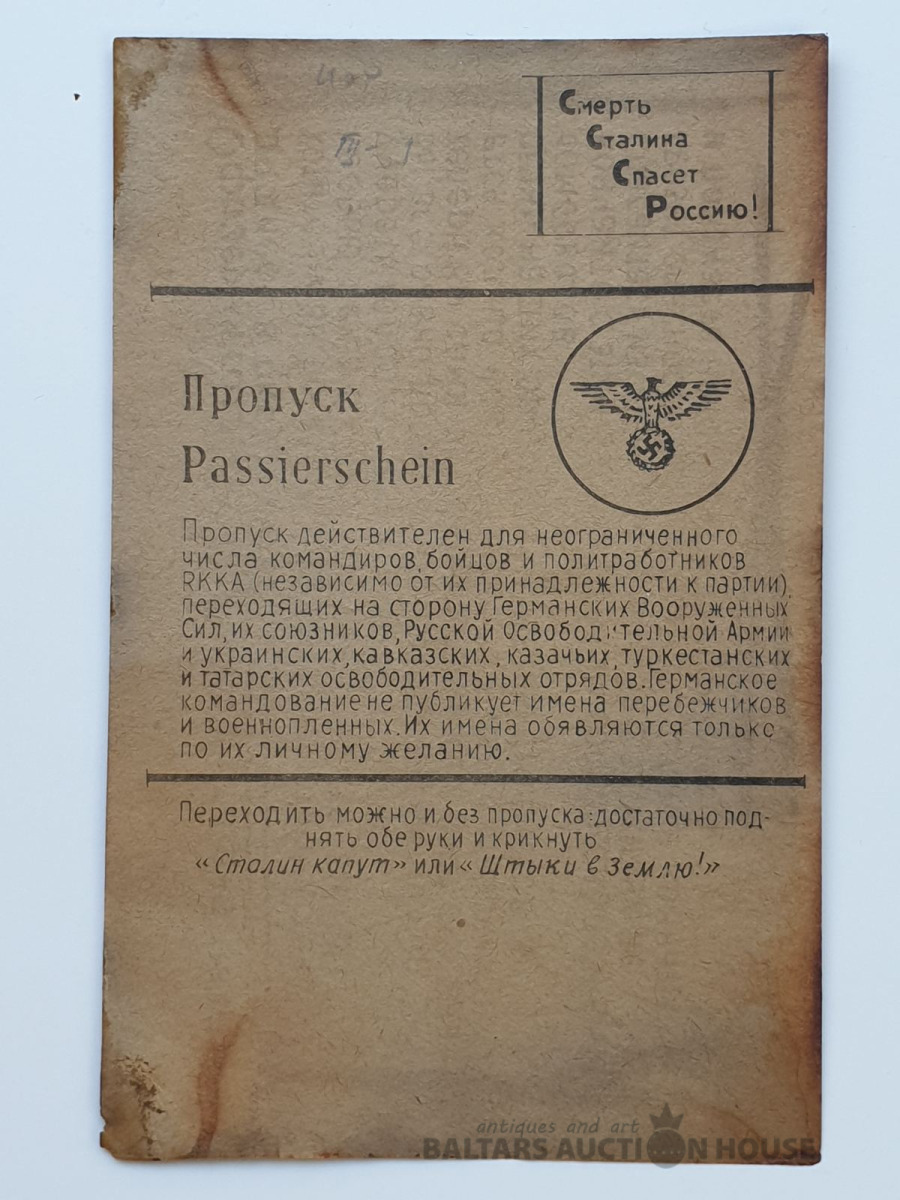 Смерть
Сталина
Спасет
Россию!
Пропуск
Passierschein
Пропуск действителен для неограниченного
числа командиров, бойцов и политработников
RKKA (независимо от их принадлежности к партии),
переходящих на сторону Германских Вооруженных
Сил, их союзников, Русской Освободительной Армии
и украинских, кавказских, казачьих, туркестанских
и татарских освободительных отрядов. Германское
командование не публикует имена перебежчиков
и военнопленных. Их имена обявляются только
по их личному желанию.
Переходить можно и без пропуска: достаточно под-
нять обе руки и крикнуть
«Сталин капут» или «Штыки в Землю!»
antiques and art
BALTARS AUCTION HOUSE